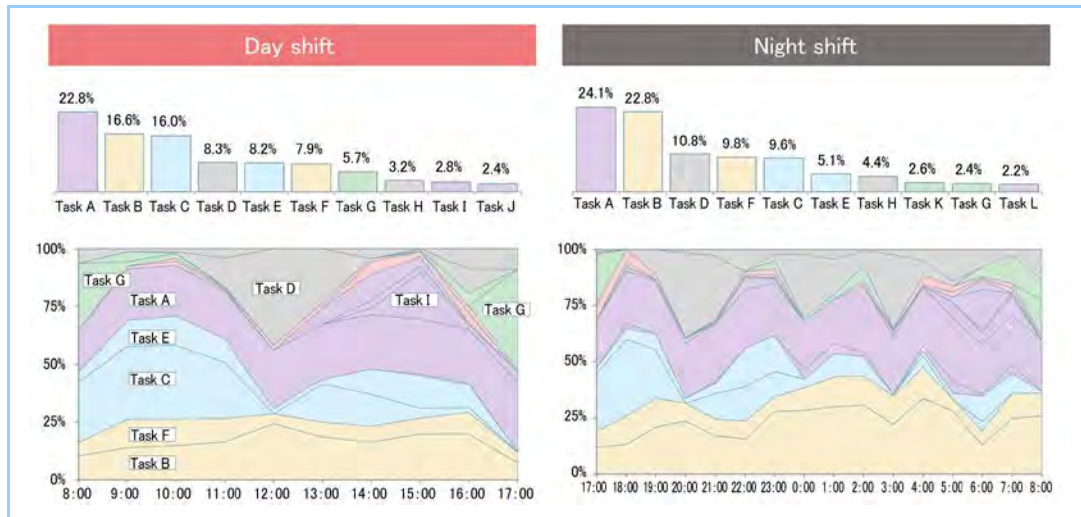 Day shift
22.8%
16.6%
16.0%
8.3%
8.2%
7.9%
5.7%
3.2%
2.8%
2.4%
Task A Task B Task C Task D Task E Task F Task G Task H Task I Task J
100%
75%
50%
25%
0%
Task G
Task A
Task E
Task C
Task F
Task B
Task D
Task I
Task G
8:00 9:00 10:00 11:00 12:00 13:00 14:00 15:00 16:00 17:00
Night shift
24.1%
22.8%
10.8%
9.8%
9.6%
5.1%
4.4%
2.6%
2.4%
2.2%
Task A Task B Task D Task F Task C Task E Task H Task K Task G Task L
100%
75%
50%
25%
0%
17:00 18:00 19:00 20:00 21:00 22:00 23:00 0:00 1:00 2:00 3:00 4:00 5:00 6:00 7:00 8:00